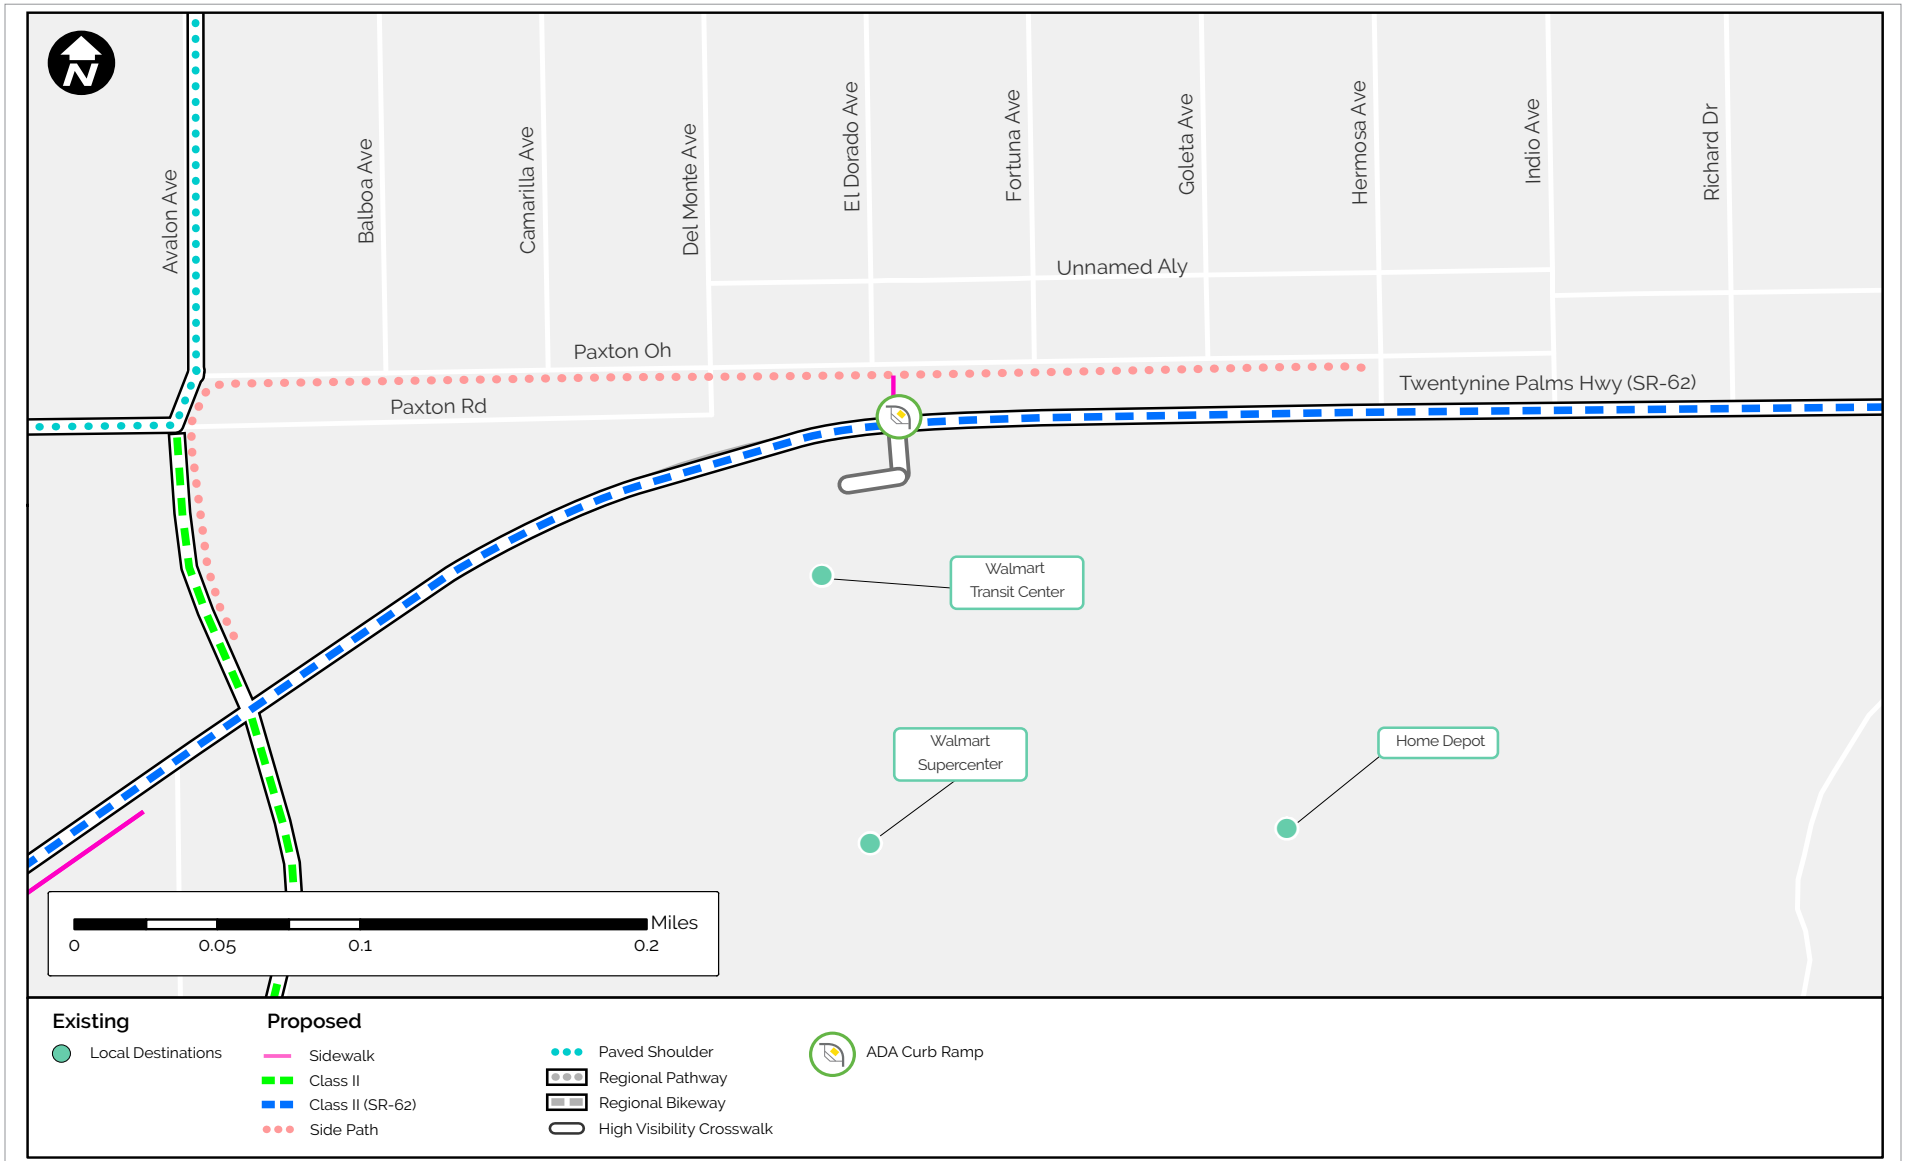 N
Avalon Ave
Balboa Ave
Camarilla Ave
Del Monte Ave
El Dorado Ave
Fortuna Ave
Goleta Ave
Hermosa Ave
Indio Ave
Richard Dr
Unnamed Aly
Paxton Oh
Twentynine Palms Hwy (SR-62)
Paxton Rd
Walmart
Transit Center
Walmart
Supercenter
Home Depot
Miles
0 0.05 0.1 0.2
Existing
Local Destinations
Proposed
Sidewalk
Class II
Class II (SR-62)
Side Path
Paved Shoulder
Regional Pathway
Regional Bikeway
High Visibility Crosswalk
ADA Curb Ramp